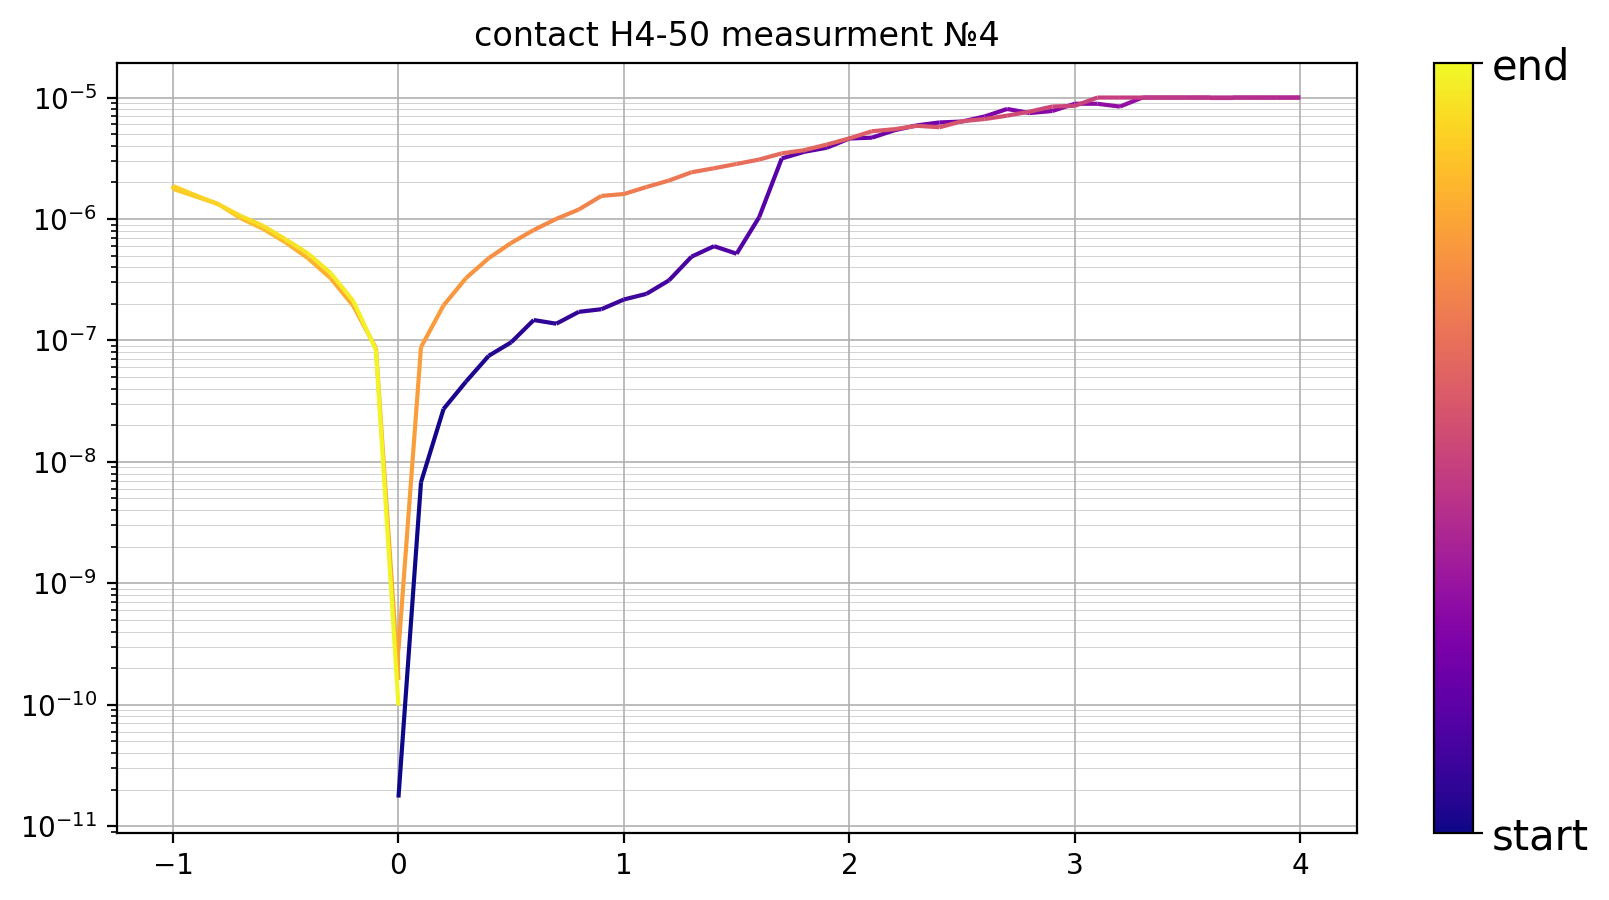 contact H4-50 measurment №4
10⁻⁵
10⁻⁶
10⁻⁷
10⁻⁸
10⁻⁹
10⁻¹⁰
10⁻¹¹
−1 0 1 2 3 4
end
start